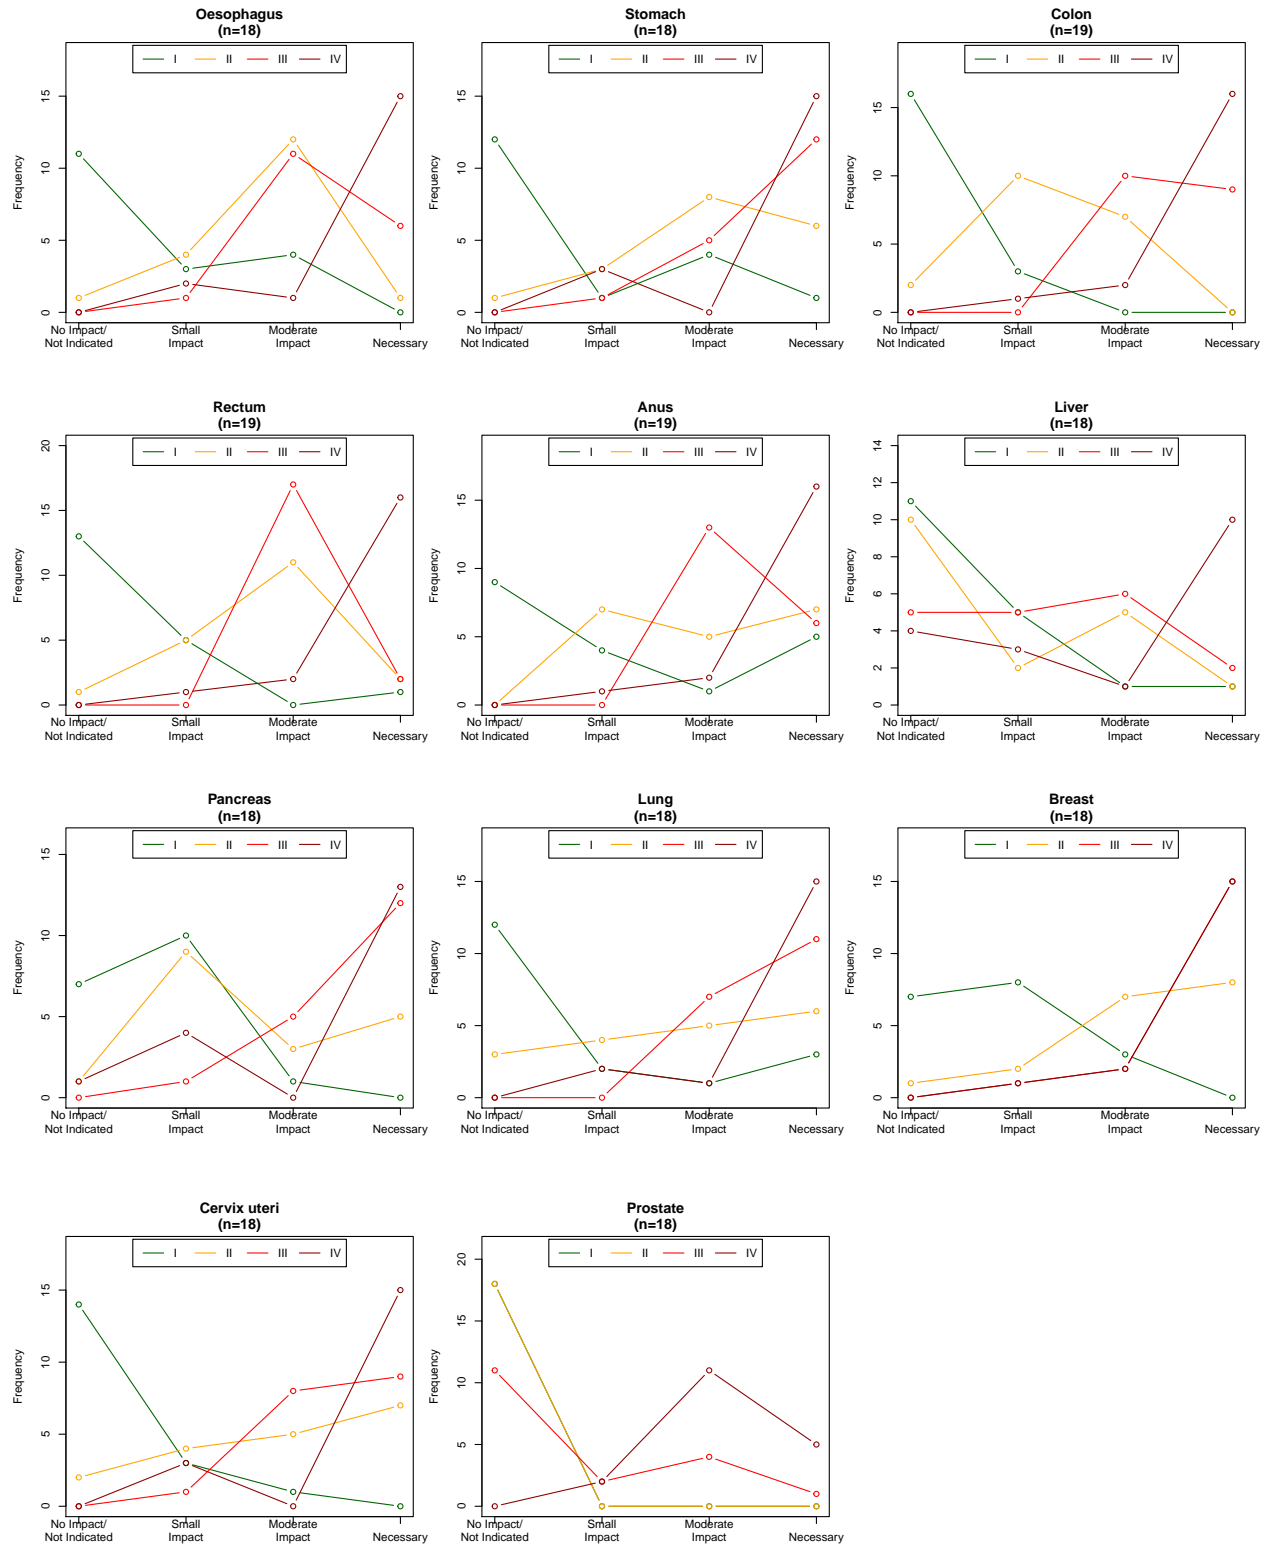 Oesophagus
(n=18)
I II III IV
Frequency
15
10
5
0
No Impact/
Not Indicated
Small
Impact
Moderate
Impact
Necessary
Stomach
(n=18)
I II III IV
Frequency
15
10
5
0
No Impact/
Not Indicated
Small
Impact
Moderate
Impact
Necessary
Colon
(n=19)
I II III IV
Frequency
15
10
5
0
No Impact/
Not Indicated
Small
Impact
Moderate
Impact
Necessary
Rectum
(n=19)
I II III IV
Frequency
20
15
10
5
0
No Impact/
Not Indicated
Small
Impact
Moderate
Impact
Necessary
Anus
(n=19)
I II III IV
Frequency
15
10
5
0
No Impact/
Not Indicated
Small
Impact
Moderate
Impact
Necessary
Liver
(n=18)
I II III IV
Frequency
14
12
10
8
6
4
2
0
No Impact/
Not Indicated
Small
Impact
Moderate
Impact
Necessary
Pancreas
(n=18)
I II III IV
Frequency
15
10
5
0
No Impact/
Not Indicated
Small
Impact
Moderate
Impact
Necessary
Lung
(n=18)
I II III IV
Frequency
15
10
5
0
No Impact/
Not Indicated
Small
Impact
Moderate
Impact
Necessary
Breast
(n=18)
I II III IV
Frequency
15
10
5
0
No Impact/
Not Indicated
Small
Impact
Moderate
Impact
Necessary
Cervix uteri
(n=18)
I II III IV
Frequency
15
10
5
0
No Impact/
Not Indicated
Small
Impact
Moderate
Impact
Necessary
Prostate
(n=18)
I II III IV
Frequency
20
15
10
5
0
No Impact/
Not Indicated
Small
Impact
Moderate
Impact
Necessary